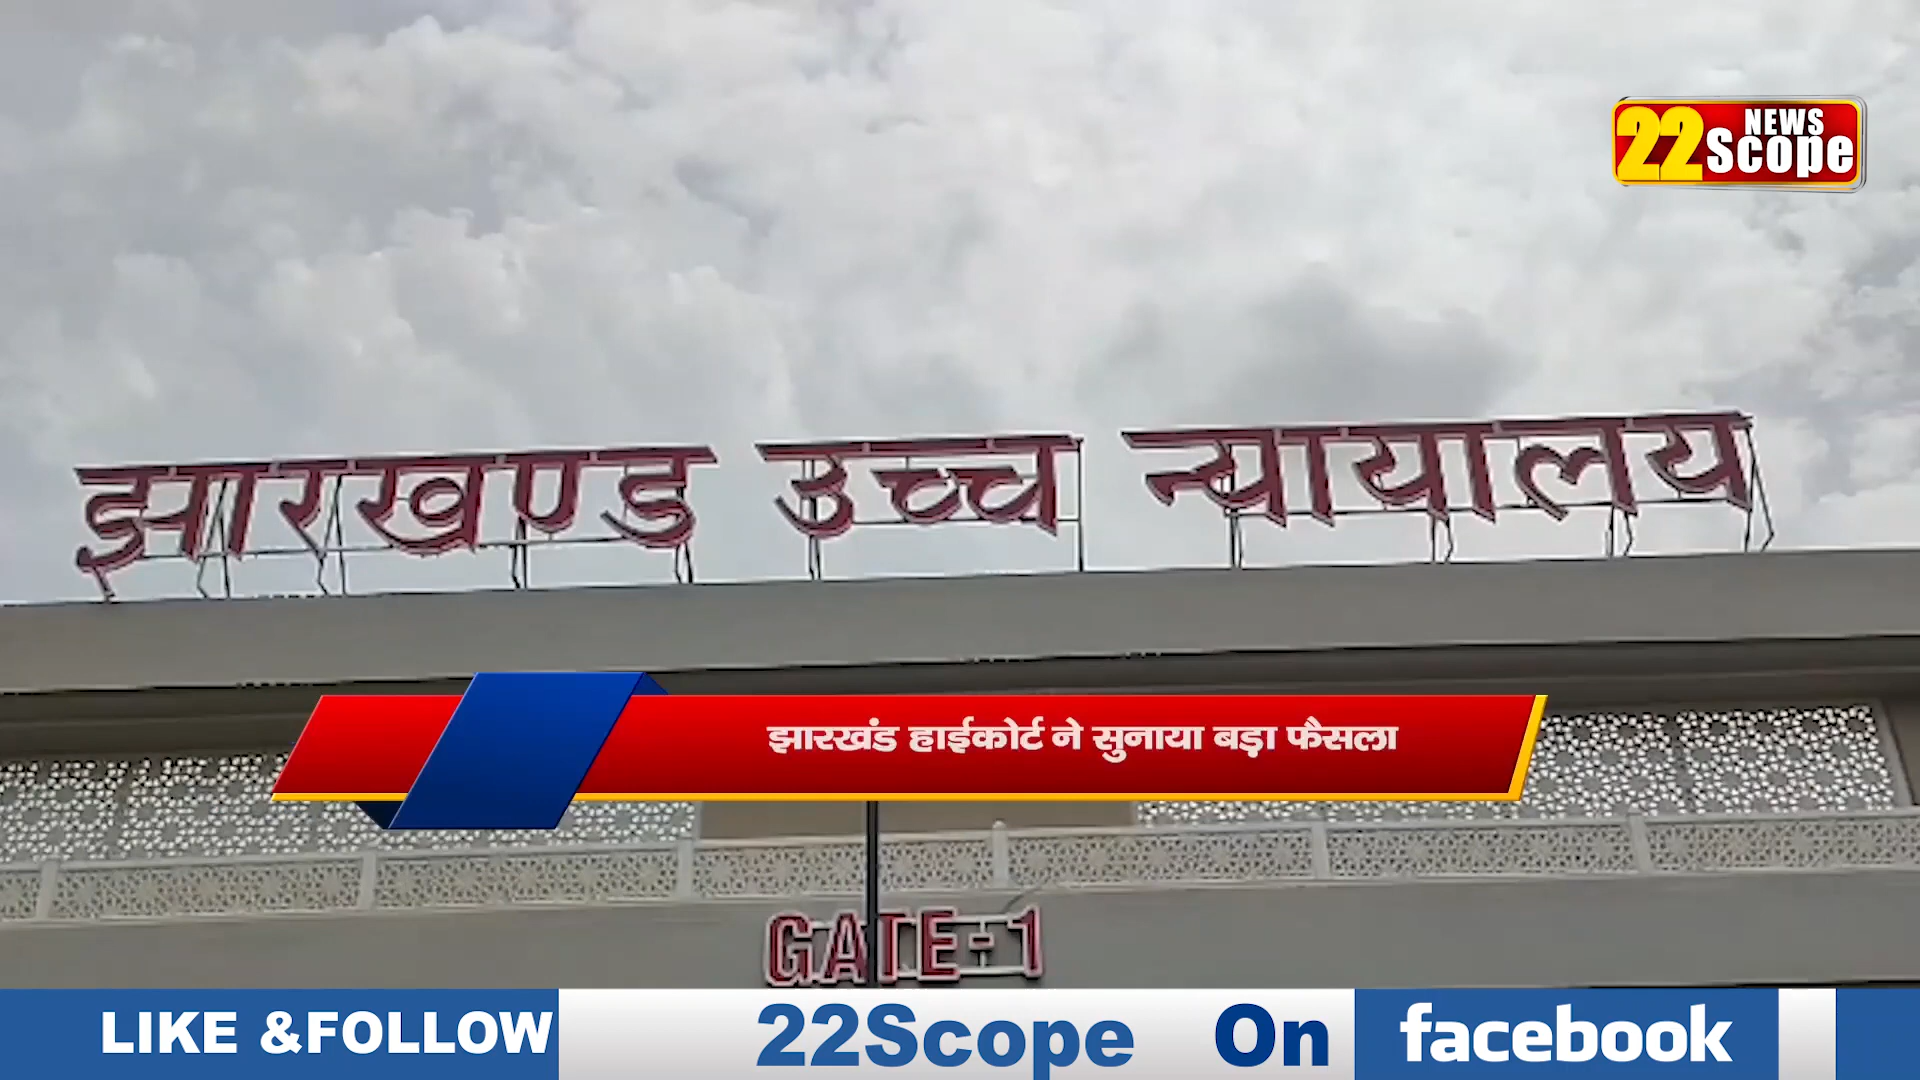 22 NEWS Scope
झारखण्ड उच्च न्यायालय
झारखंड हाईकोर्ट ने सुनाया बड़ा फैसला
GATE-1
LIKE &FOLLOW 22Scope On facebook